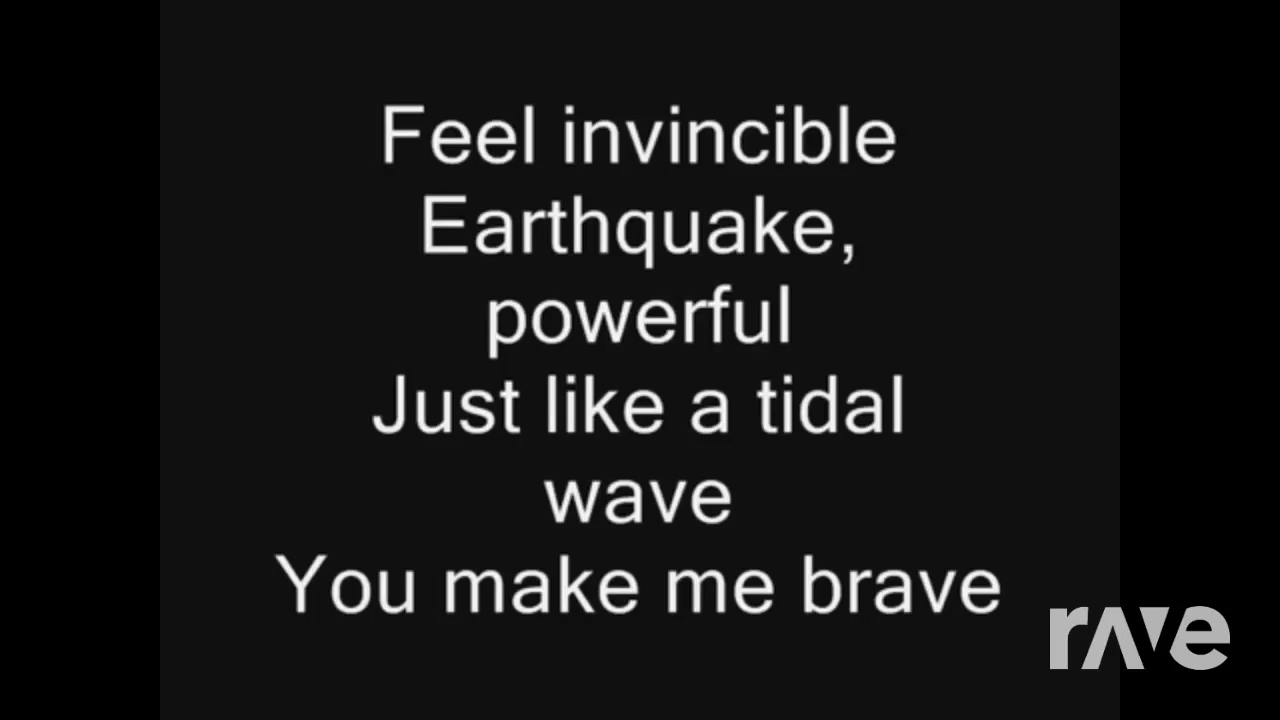 Feel invincible
Earthquake,
powerful
Just like a tidal
wave
You make me brave
rave